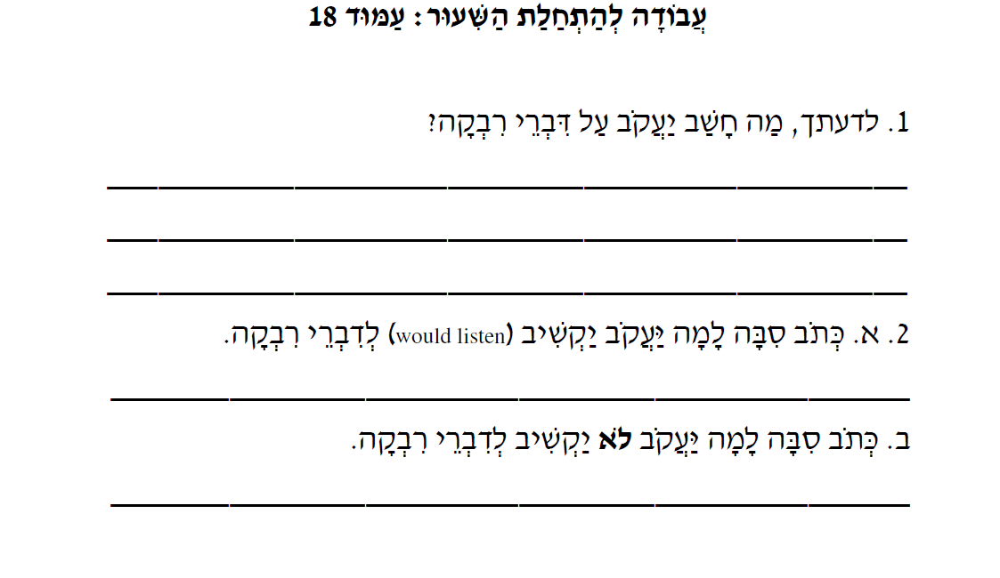 עֲבוֹדָה לְהַתְחַלַת הַשִּׁעוּר: עַמּוּד 18
1. לדעתך, מַה חָשַׁב יַעֲקֹב עַל דִּבְרֵי רִבְקָה?
2. א. כְּתֹב סִבָּה לָמָה יַּעֲקֹב יַקְשִׁיב (would listen) לְדִבְרֵי רִבְקָה.
ב. כְּתֹב סִבָּה לָמָה יַּעֲקֹב לֹא יַקְשִׁיב לְדִבְרֵי רִבְקָה.